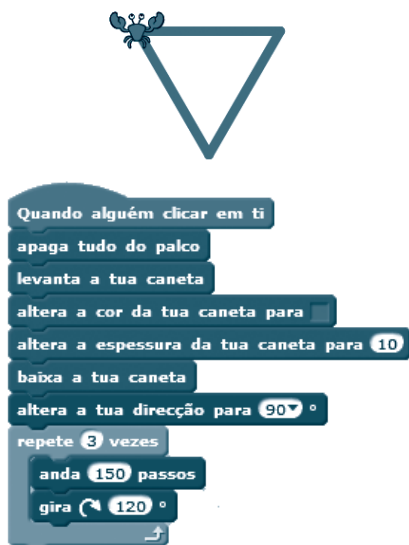 Quando alguém clicar em ti
apaga tudo do palco
levanta a tua caneta
altera a cor da tua caneta para
altera a espessura da tua caneta para 10
baixa a tua caneta
altera a tua direcção para 90 °
repete 3 vezes
anda 150 passos
gira 120 °